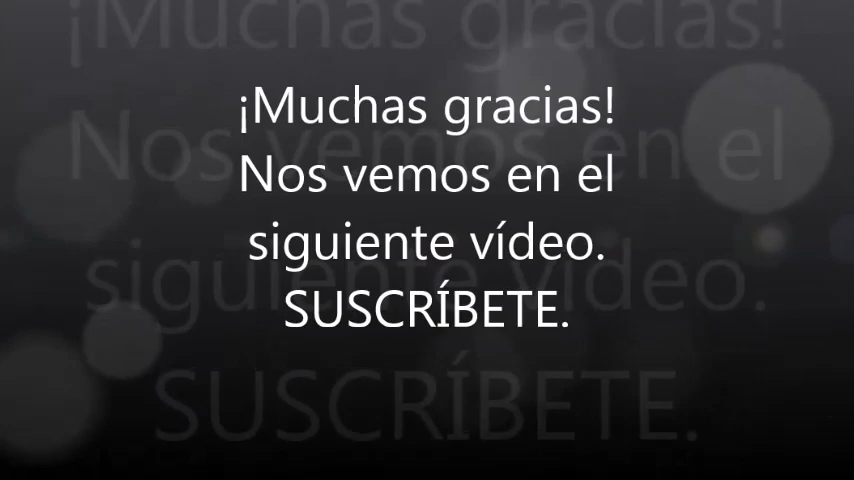 ¡Muchas gracias!
Nos vemos en el
siguiente vídeo.
SUSCRÍBETE.